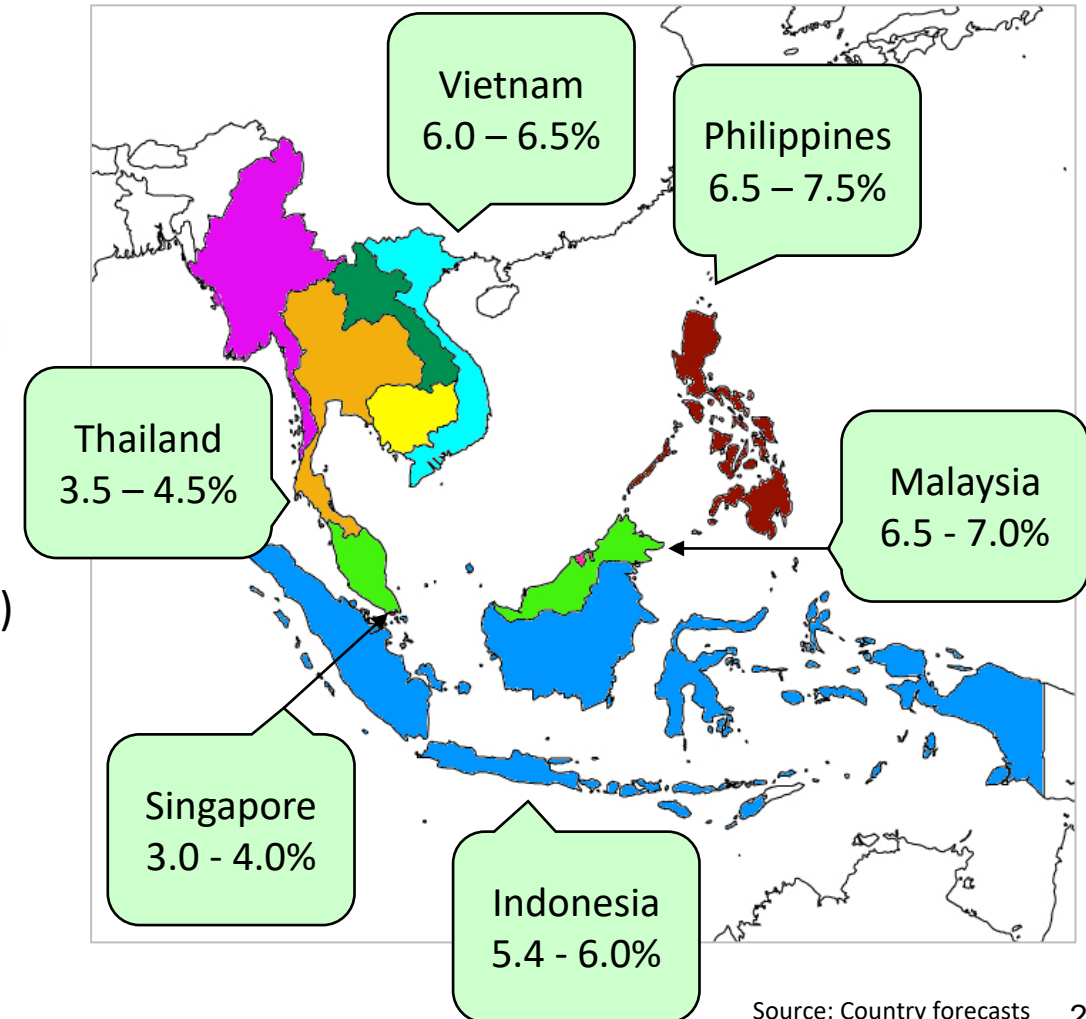 Vietnam
6.0 – 6.5%
Philippines
6.5 – 7.5%
Thailand
3.5 – 4.5%
Malaysia
6.5 - 7.0%
)
Singapore
3.0 - 4.0%
Indonesia
5.4 - 6.0%
Source: Country forecasts 2